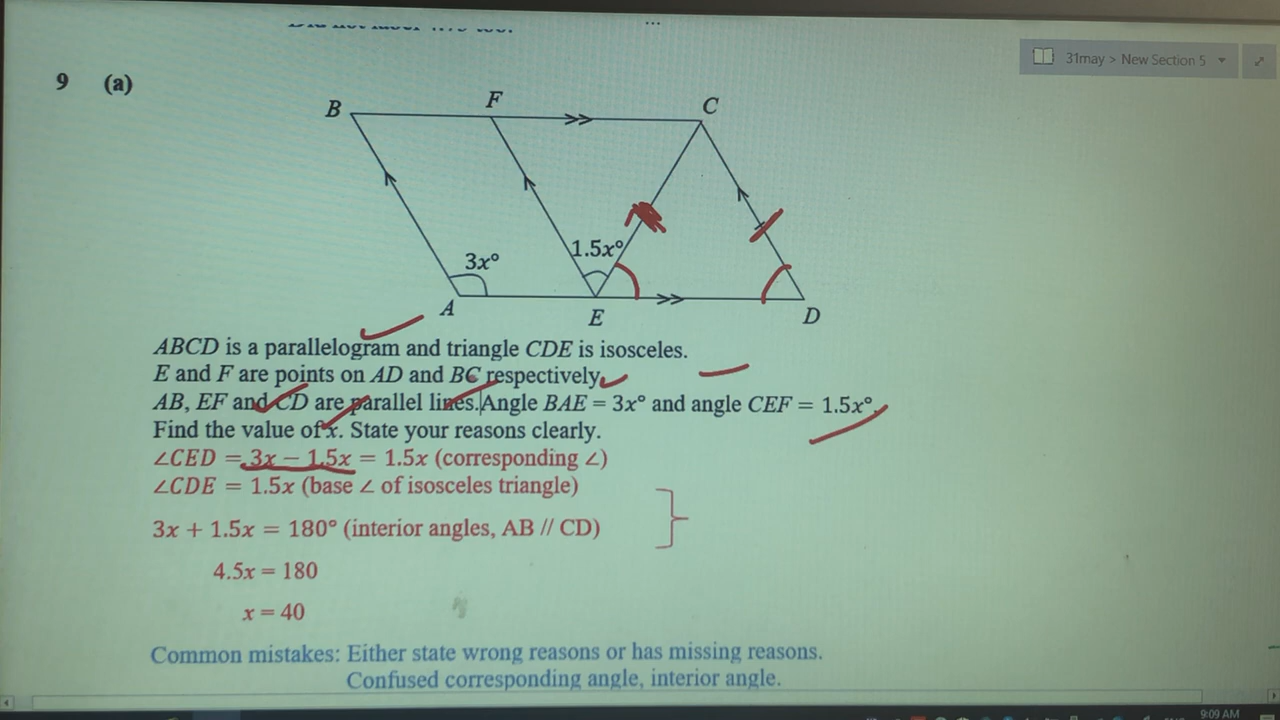 ...
31may > New Section 5
9 (a)
B F C
3x° 1.5x°
A E D
ABCD is a parallelogram and triangle CDE is isosceles.
E and F are points on AD and BC respectively.
AB, EF and CD are parallel lines. Angle BAE = 3x° and angle CEF = 1.5x°.
Find the value of x. State your reasons clearly.
∠CED = 3x − 1.5x = 1.5x (corresponding ∠)
∠CDE = 1.5x (base ∠ of isosceles triangle)
3x + 1.5x = 180° (interior angles, AB // CD)
4.5x = 180
x = 40
Common mistakes: Either state wrong reasons or has missing reasons.
Confused corresponding angle, interior angle.
9:09 AM